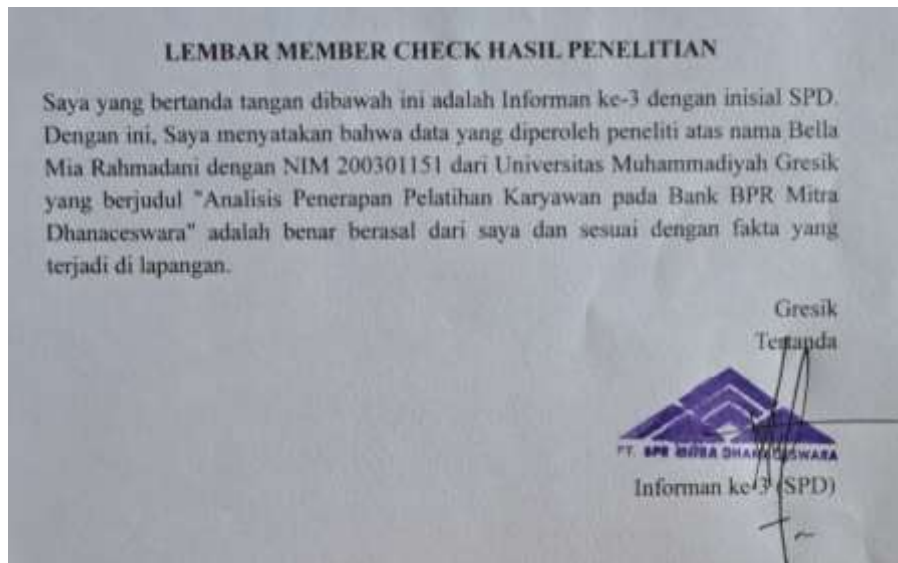 LEMBAR MEMBER CHECK HASIL PENELITIAN
Saya yang bertanda tangan dibawah ini adalah Informan ke-3 dengan inisial SPD.
Dengan ini, Saya menyatakan bahwa data yang diperoleh peneliti atas nama Bella
Mia Rahmadani dengan NIM 200301151 dari Universitas Muhammadiyah Gresik
yang berjudul "Analisis Penerapan Pelatihan Karyawan pada Bank BPR Mitra
Dhanaceswara" adalah benar berasal dari saya dan sesuai dengan fakta yang
terjadi di lapangan.
Gresik
Tertanda
PT. BPR MITRA DHANACESWARA
Informan ke-3 (SPD)